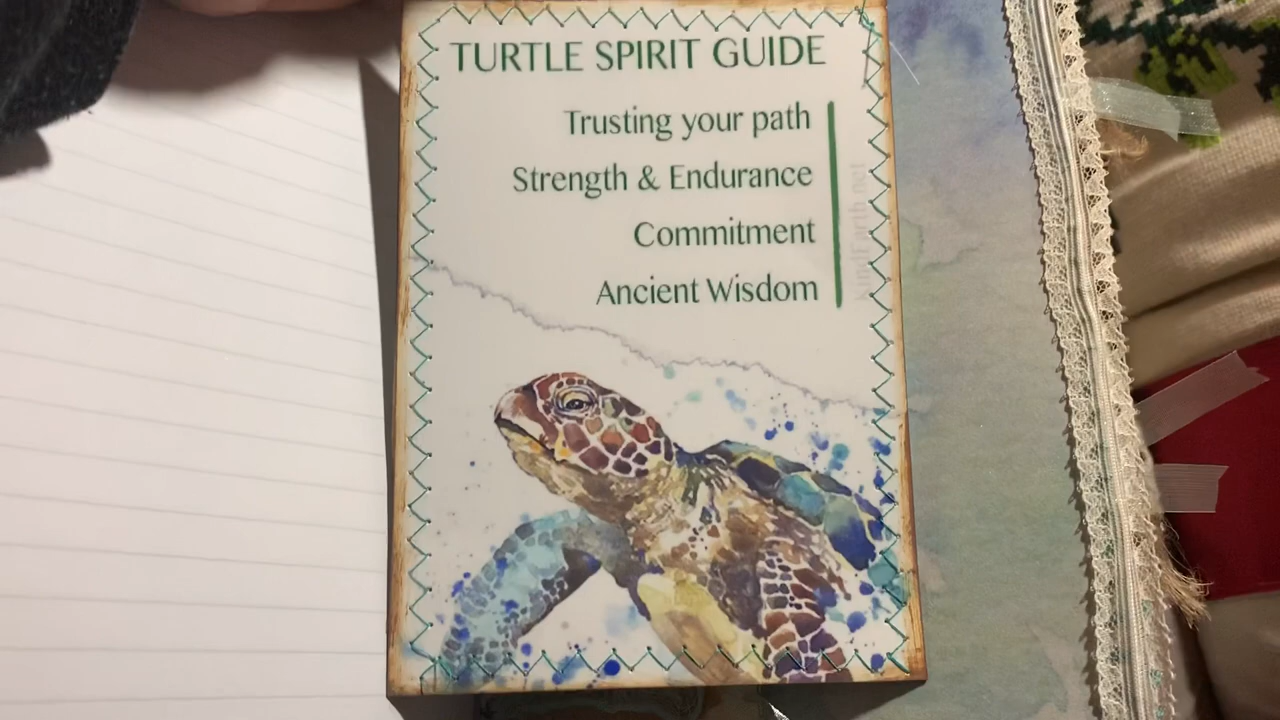 TURTLE SPIRIT GUIDE
Trusting your path
Strength & Endurance
Commitment
Ancient Wisdom